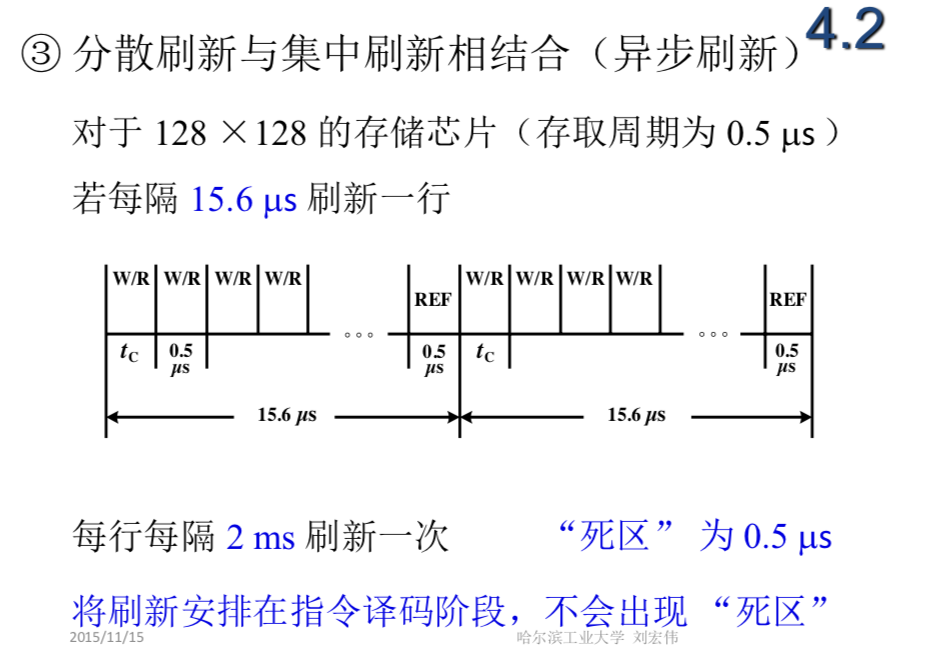 4.2
③ 分散刷新与集中刷新相结合（异步刷新）
对于 128 ×128 的存储芯片（存取周期为 0.5 μs ）
若每隔 15.6 μs 刷新一行
W/R W/R W/R W/R REF W/R W/R W/R W/R REF
tC 0.5 μs 。。。 0.5 μs tC 。。。 0.5 μs
15.6 μs 15.6 μs
每行每隔 2 ms 刷新一次 “死区” 为 0.5 μs
将刷新安排在指令译码阶段，不会出现 “死区”
2015/11/15 哈尔滨工业大学 刘宏伟